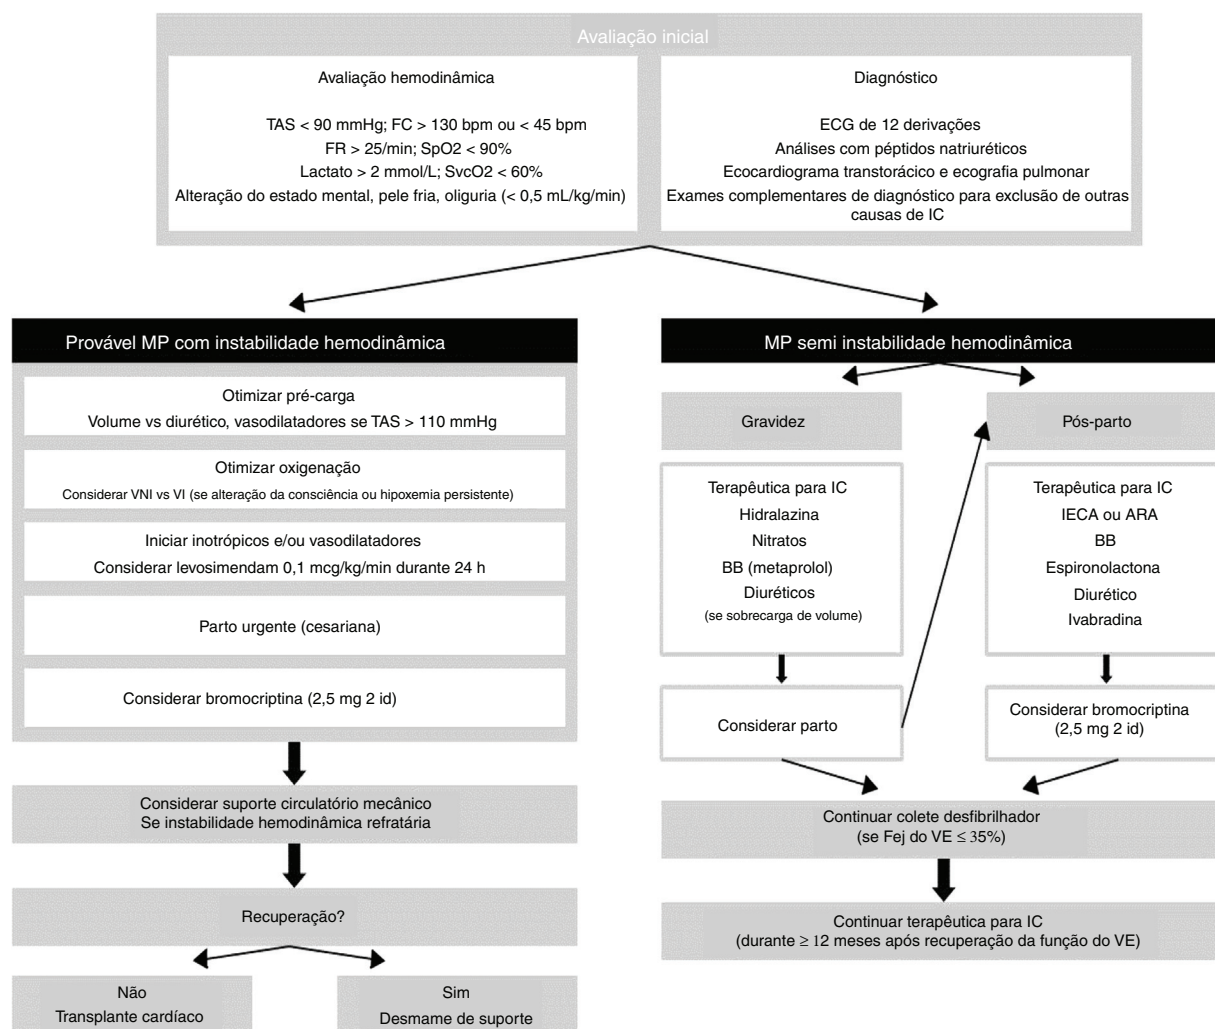 Avaliação inicial
Avaliação hemodinâmica
TAS < 90 mmHg; FC > 130 bpm ou < 45 bpm
FR > 25/min; SpO2 < 90%
Lactato > 2 mmol/L; SvcO2 < 60%
Alteração do estado mental, pele fria, oliguria (< 0,5 mL/kg/min)
Diagnóstico
ECG de 12 derivações
Análises com péptidos natriuréticos
Ecocardiograma transtorácico e ecografia pulmonar
Exames complementares de diagnóstico para exclusão de outras
causas de IC
Provável MP com instabilidade hemodinâmica
Otimizar pré-carga
Volume vs diurético, vasodilatadores se TAS > 110 mmHg
Otimizar oxigenação
Considerar VNI vs VI (se alteração da consciência ou hipoxemia persistente)
Iniciar inotrópicos e/ou vasodilatadores
Considerar levosimendam 0,1 mcg/kg/min durante 24 h
Parto urgente (cesariana)
Considerar bromocriptina (2,5 mg 2 id)
Considerar suporte circulatório mecânico
Se instabilidade hemodinâmica refratária
Recuperação?
Não
Transplante cardíaco
Sim
Desmame de suporte
MP semi instabilidade hemodinâmica
Gravidez
Terapêutica para IC
Hidralazina
Nitratos
BB (metaprolol)
Diuréticos
(se sobrecarga de volume)
Considerar parto
Pós-parto
Terapêutica para IC
IECA ou ARA
BB
Espironolactona
Diurético
Ivabradina
Considerar bromocriptina
(2,5 mg 2 id)
Continuar colete desfibrilhador
(se Fej do VE ≤ 35%)
Continuar terapêutica para IC
(durante ≥ 12 meses após recuperação da função do VE)